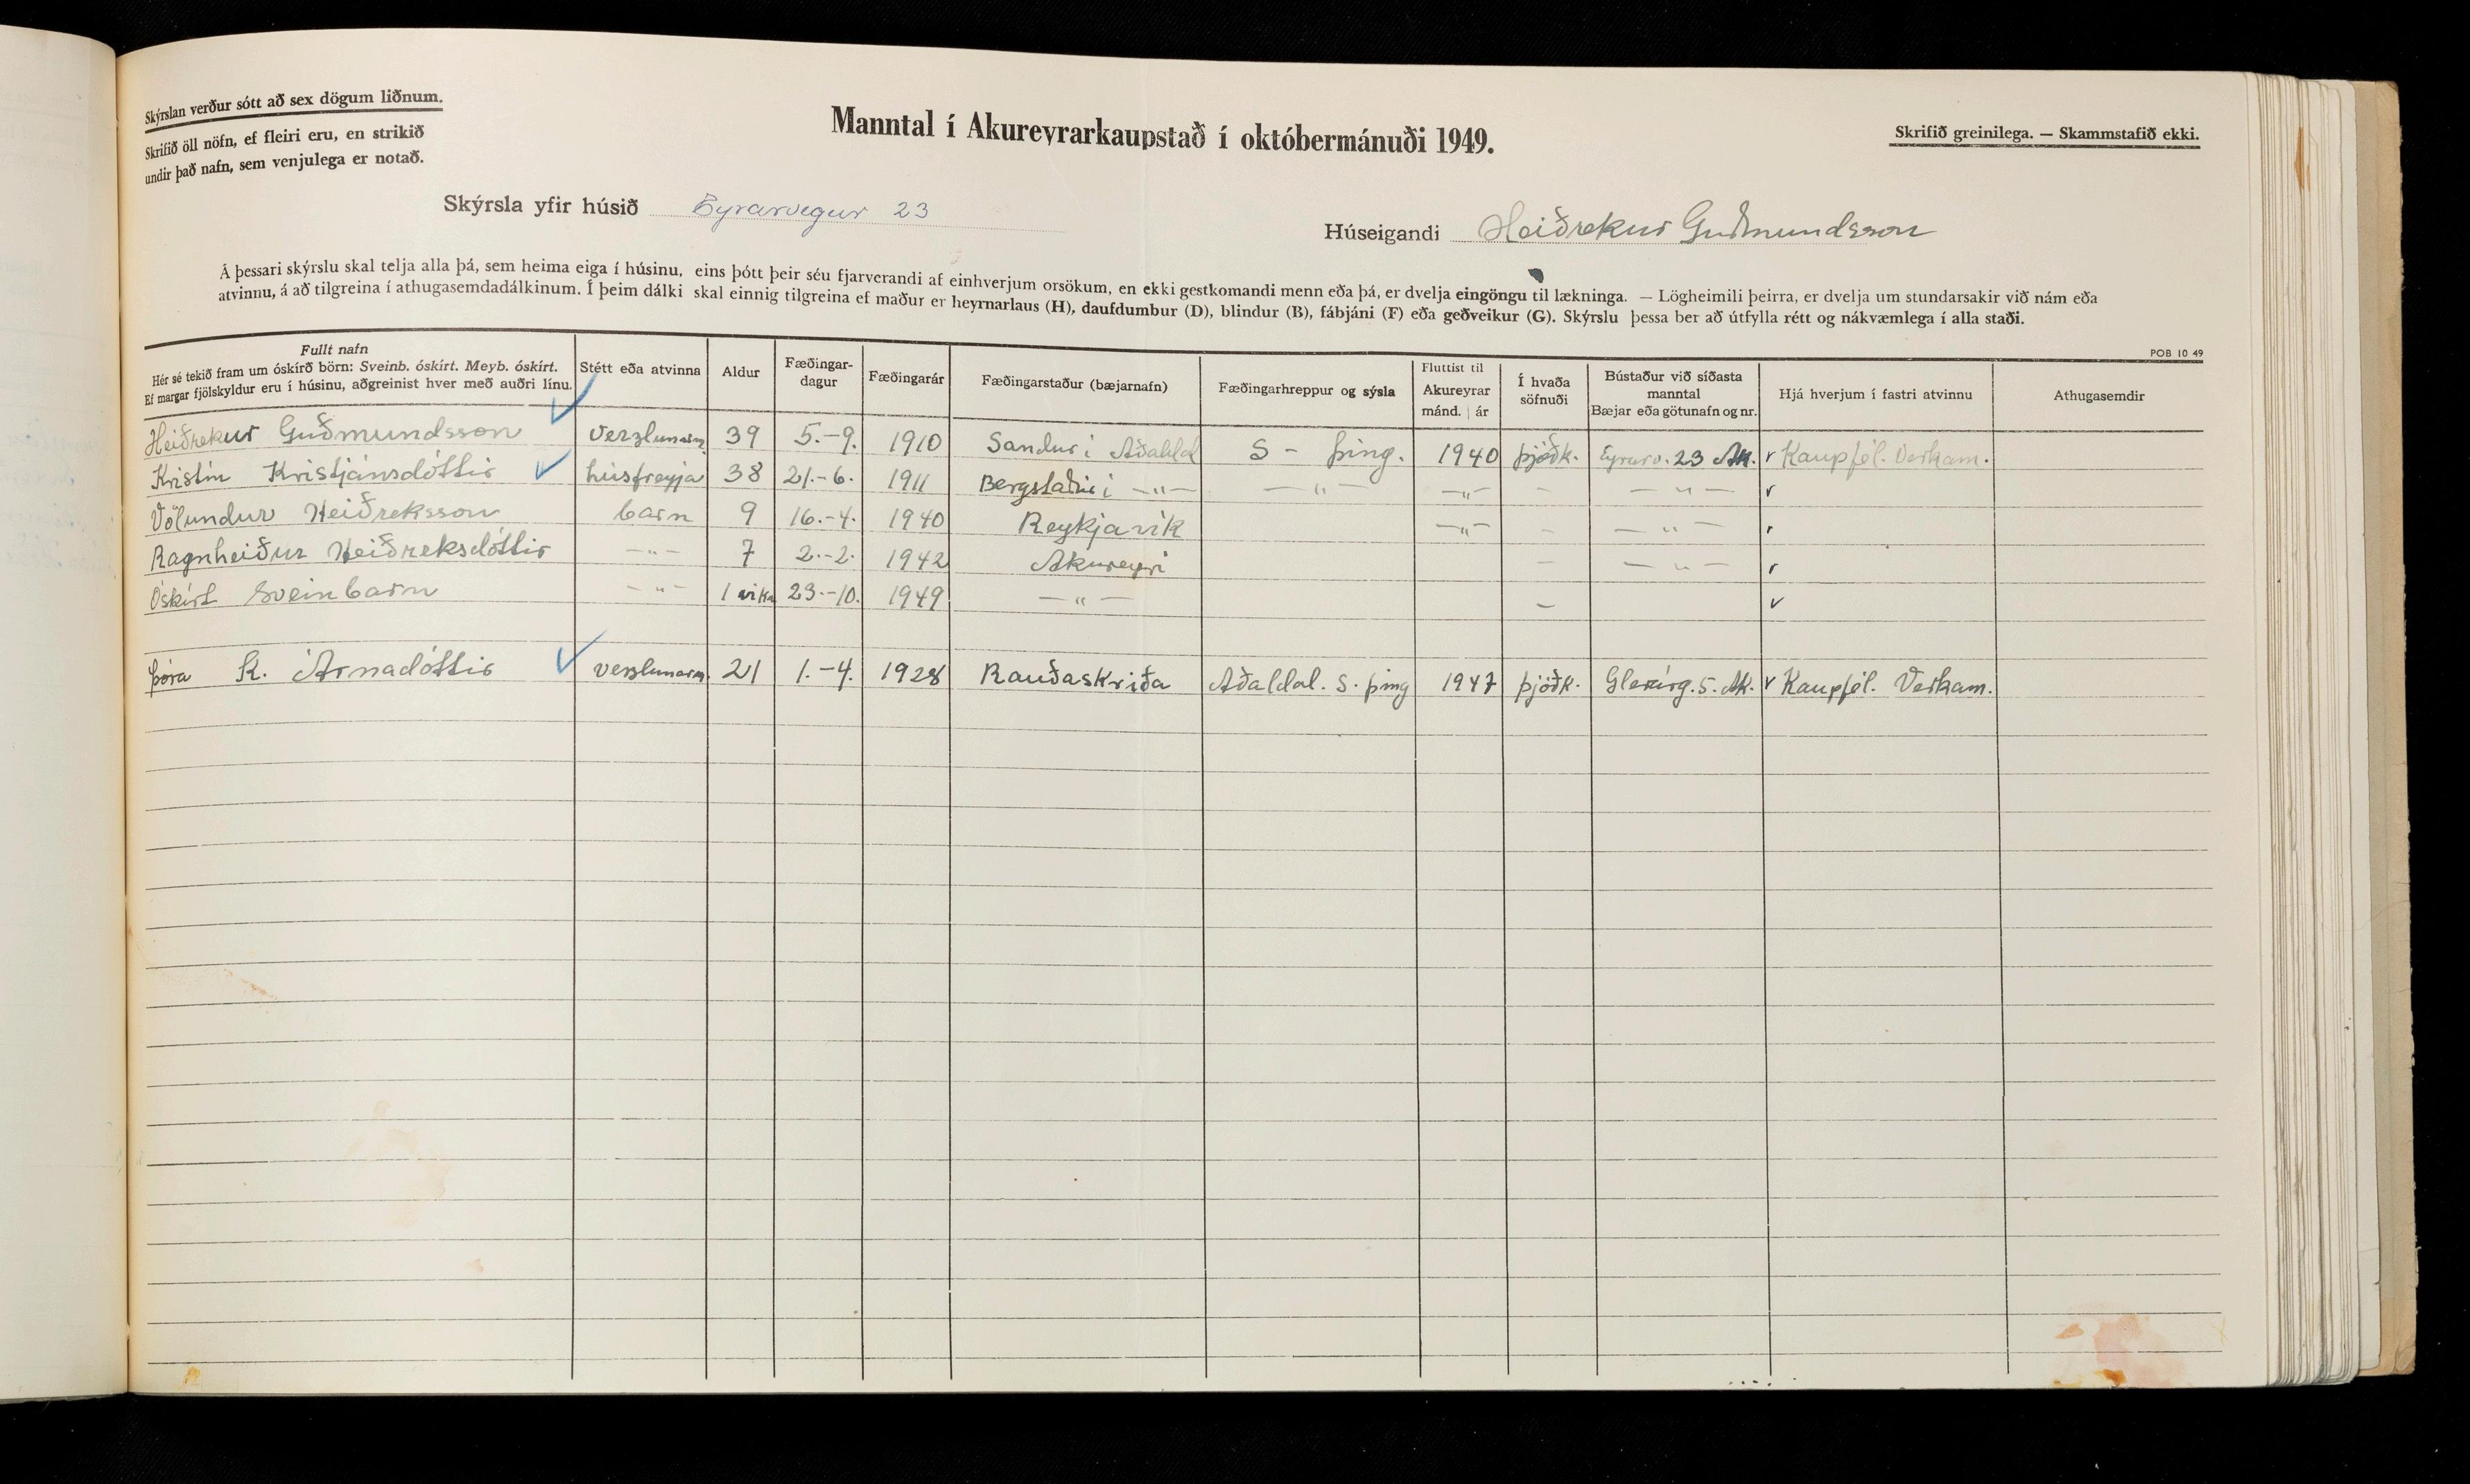 Skýrslan verður sótt að sex dögum liðnum.
Skrifið öll nöfn, ef fleiri eru, en strikið
undir það nafn, sem venjulega er notað.
Manntal í Akureyrarkaupstað í októbermánuði 1949.
Skrifið greinilega. — Skammstafið ekki.
Skýrsla yfir húsið Eyrarvegur 23
Húseigandi Heiðrekur Guðmundsson
Á þessari skýrslu skal telja alla þá, sem heima eiga í húsinu, eins þótt þeir séu fjarverandi af einhverjum orsökum, en ekki gestkomandi menn eða þá, er dvelja eingöngu til lækninga. — Lögheimili þeirra, er dvelja um stundarsakir við nám eða
atvinnu, á að tilgreina í athugasemdadálkinum. Í þeim dálki skal einnig tilgreina ef maður er heyrnarlaus (H), daufdumbur (D), blindur (B), fábjáni (F) eða geðveikur (G). Skýrslu þessa ber að útfylla rétt og nákvæmlega í alla staði.
POB 10 49
Fullt nafn
Hér sé tekið fram um óskírð börn: Sveinb. óskírt. Meyb. óskírt.
Ef margar fjölskyldur eru í húsinu, aðgreinist hver með auðri línu.
Stétt eða atvinna
Aldur
Fæðingar-
dagur
Fæðingarár
Fæðingarstaður (bæjarnafn)
Fæðingarhreppur og sýsla
Fluttist til
Akureyrar
mánd. | ár
Í hvaða
söfnuði
Bústaður við síðasta
manntal
Bæjar eða götunafn og nr.
Hjá hverjum í fastri atvinnu
Athugasemdir
Heiðrekur Guðmundsson verzlunarm. 39 5.-9. 1910 Sandur í Aðaldal S - Þing. 1940 þjóðk. Eyrarv. 23 Ak. Kaupfél. Verkam.
Kristín Kristjánsdóttir húsfreyja 38 21.-6. 1911 Bergstaðir í -"- -"- -"- - -"-
Völundur Heiðreksson barn 9 16.-4. 1940 Reykjavík -"- - -"-
Ragnheiður Heiðreksdóttir -"- 7 2.-2. 1942 Akureyri - -"-
Óskírt Sveinbarn -"- 1 vika 23.-10. 1949 -"- -
Þóra K. Árnadóttir verzlunarm. 21 1.-4. 1928 Rauðaskriða Aðaldal. S. Þing 1947 þjóðk. Glerárg. 5. Ak. Kaupfél. Verkam.